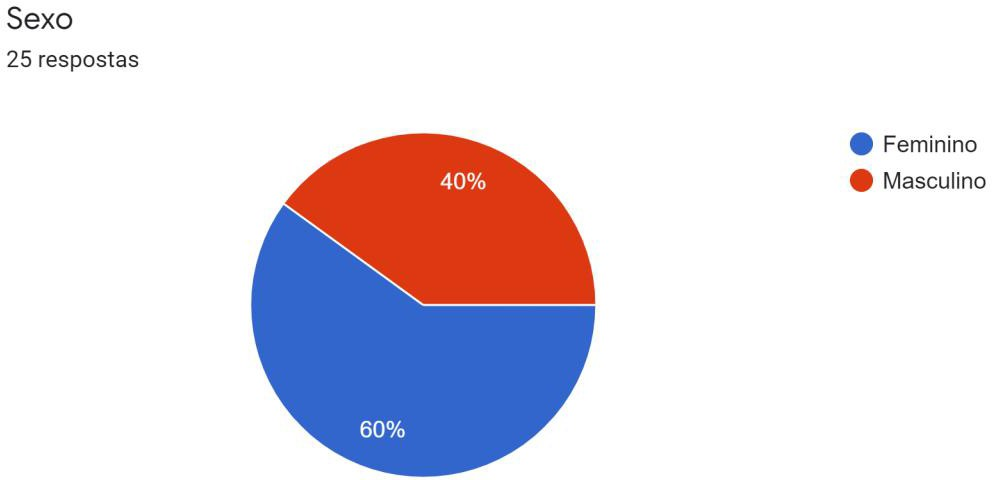 Sexo
25 respostas
40%
60%
Feminino
Masculino